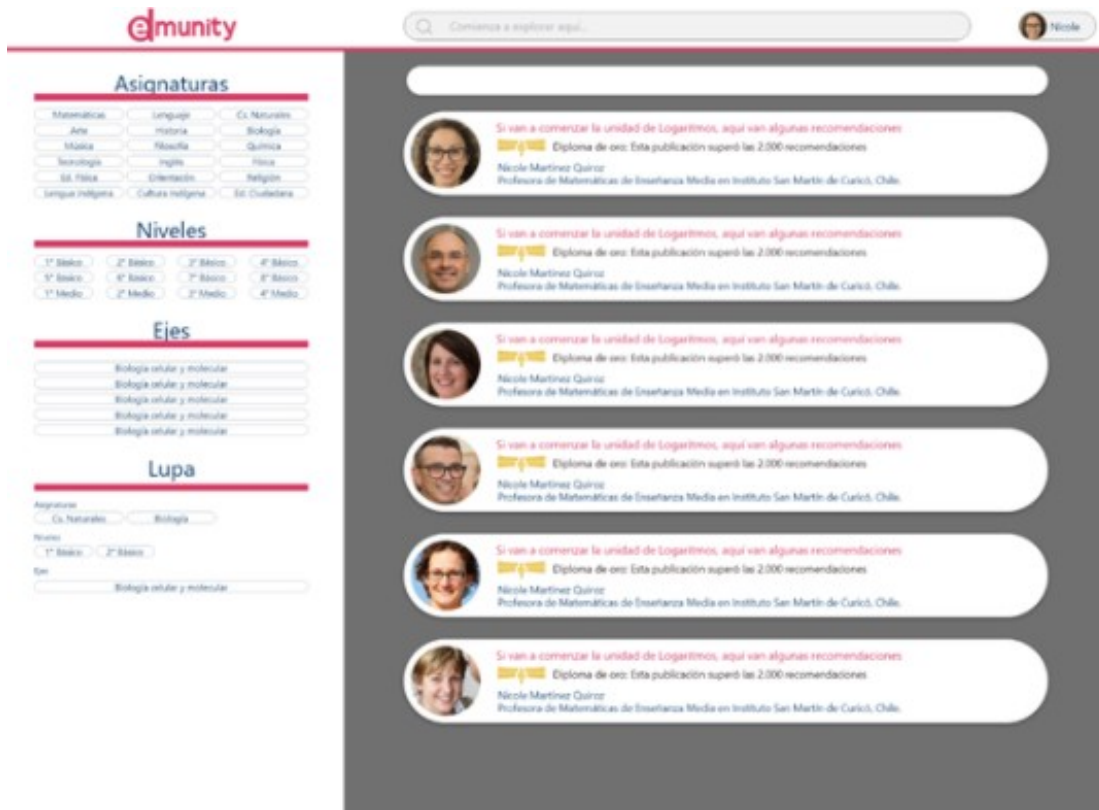 edmunity
Comienza a explorar aquí...
Nicole
Asignaturas
Matemáticas Lenguaje Cs. Naturales
Arte Historia Biología
Música Filosofía Química
Tecnología Inglés Física
Ed. Física Orientación Religión
Lengua Indígena Cultura Indígena Ed. Ciudadana
Niveles
1° Básico 2° Básico 3° Básico 4° Básico
5° Básico 6° Básico 7° Básico 8° Básico
1° Medio 2° Medio 3° Medio 4° Medio
Ejes
Biología celular y molecular
Biología celular y molecular
Biología celular y molecular
Biología celular y molecular
Biología celular y molecular
Lupa
Asignaturas
Cs. Naturales Biología
Niveles
1° Básico 2° Básico
Ejes
Biología celular y molecular
Si van a comenzar la unidad de Logaritmos, aquí van algunas recomendaciones
Diploma de oro: Esta publicación superó las 2.000 recomendaciones
Nicole Martínez Quiroz
Profesora de Matemáticas de Enseñanza Media en Instituto San Martín de Curicó, Chile.
Si van a comenzar la unidad de Logaritmos, aquí van algunas recomendaciones
Diploma de oro: Esta publicación superó las 2.000 recomendaciones
Nicole Martínez Quiroz
Profesora de Matemáticas de Enseñanza Media en Instituto San Martín de Curicó, Chile.
Si van a comenzar la unidad de Logaritmos, aquí van algunas recomendaciones
Diploma de oro: Esta publicación superó las 2.000 recomendaciones
Nicole Martínez Quiroz
Profesora de Matemáticas de Enseñanza Media en Instituto San Martín de Curicó, Chile.
Si van a comenzar la unidad de Logaritmos, aquí van algunas recomendaciones
Diploma de oro: Esta publicación superó las 2.000 recomendaciones
Nicole Martínez Quiroz
Profesora de Matemáticas de Enseñanza Media en Instituto San Martín de Curicó, Chile.
Si van a comenzar la unidad de Logaritmos, aquí van algunas recomendaciones
Diploma de oro: Esta publicación superó las 2.000 recomendaciones
Nicole Martínez Quiroz
Profesora de Matemáticas de Enseñanza Media en Instituto San Martín de Curicó, Chile.
Si van a comenzar la unidad de Logaritmos, aquí van algunas recomendaciones
Diploma de oro: Esta publicación superó las 2.000 recomendaciones
Nicole Martínez Quiroz
Profesora de Matemáticas de Enseñanza Media en Instituto San Martín de Curicó, Chile.